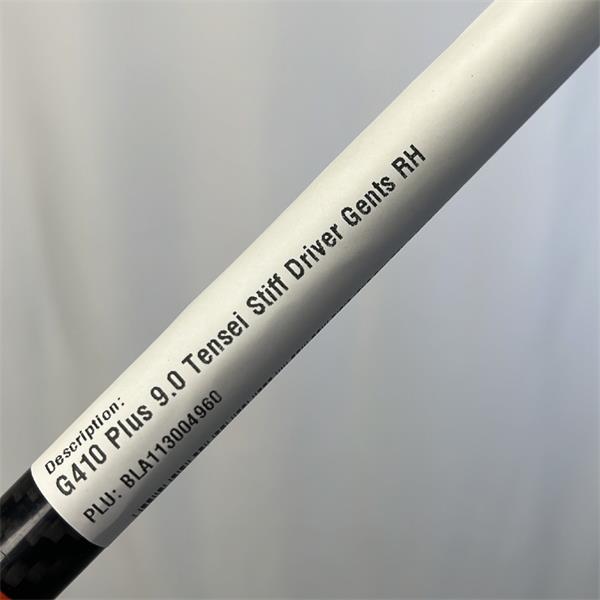 Description:
G410 Plus 9.0 Tensei Stiff Driver Gents RH
PLU: BLA113004960